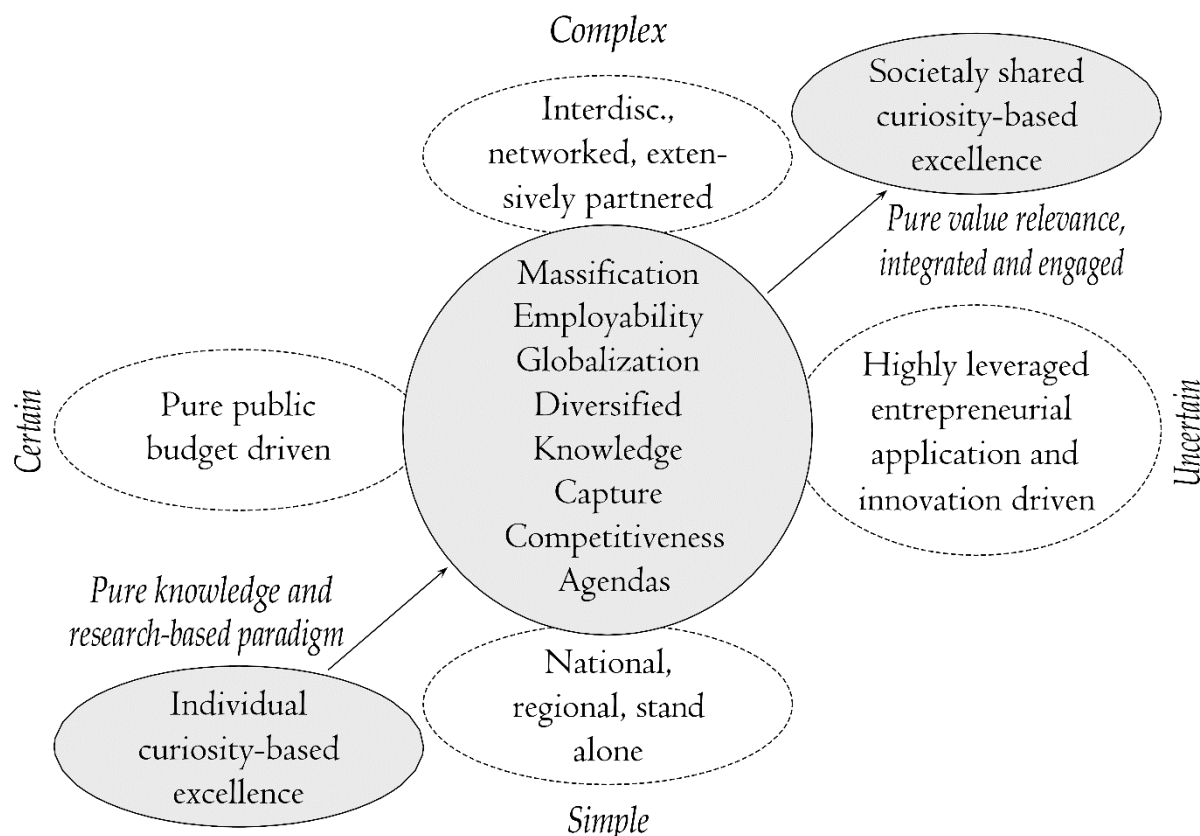 Complex
Interdisc.,
networked, exten-
sively partnered
Societaly shared
curiosity-based
excellence
Pure value relevance,
integrated and engaged
Massification
Employability
Globalization
Diversified
Knowledge
Capture
Competitiveness
Agendas
Certain
Pure public
budget driven
Highly leveraged
entrepreneurial
application and
innovation driven
Uncertain
Pure knowledge and
research-based paradigm
Individual
curiosity-based
excellence
National,
regional, stand
alone
Simple